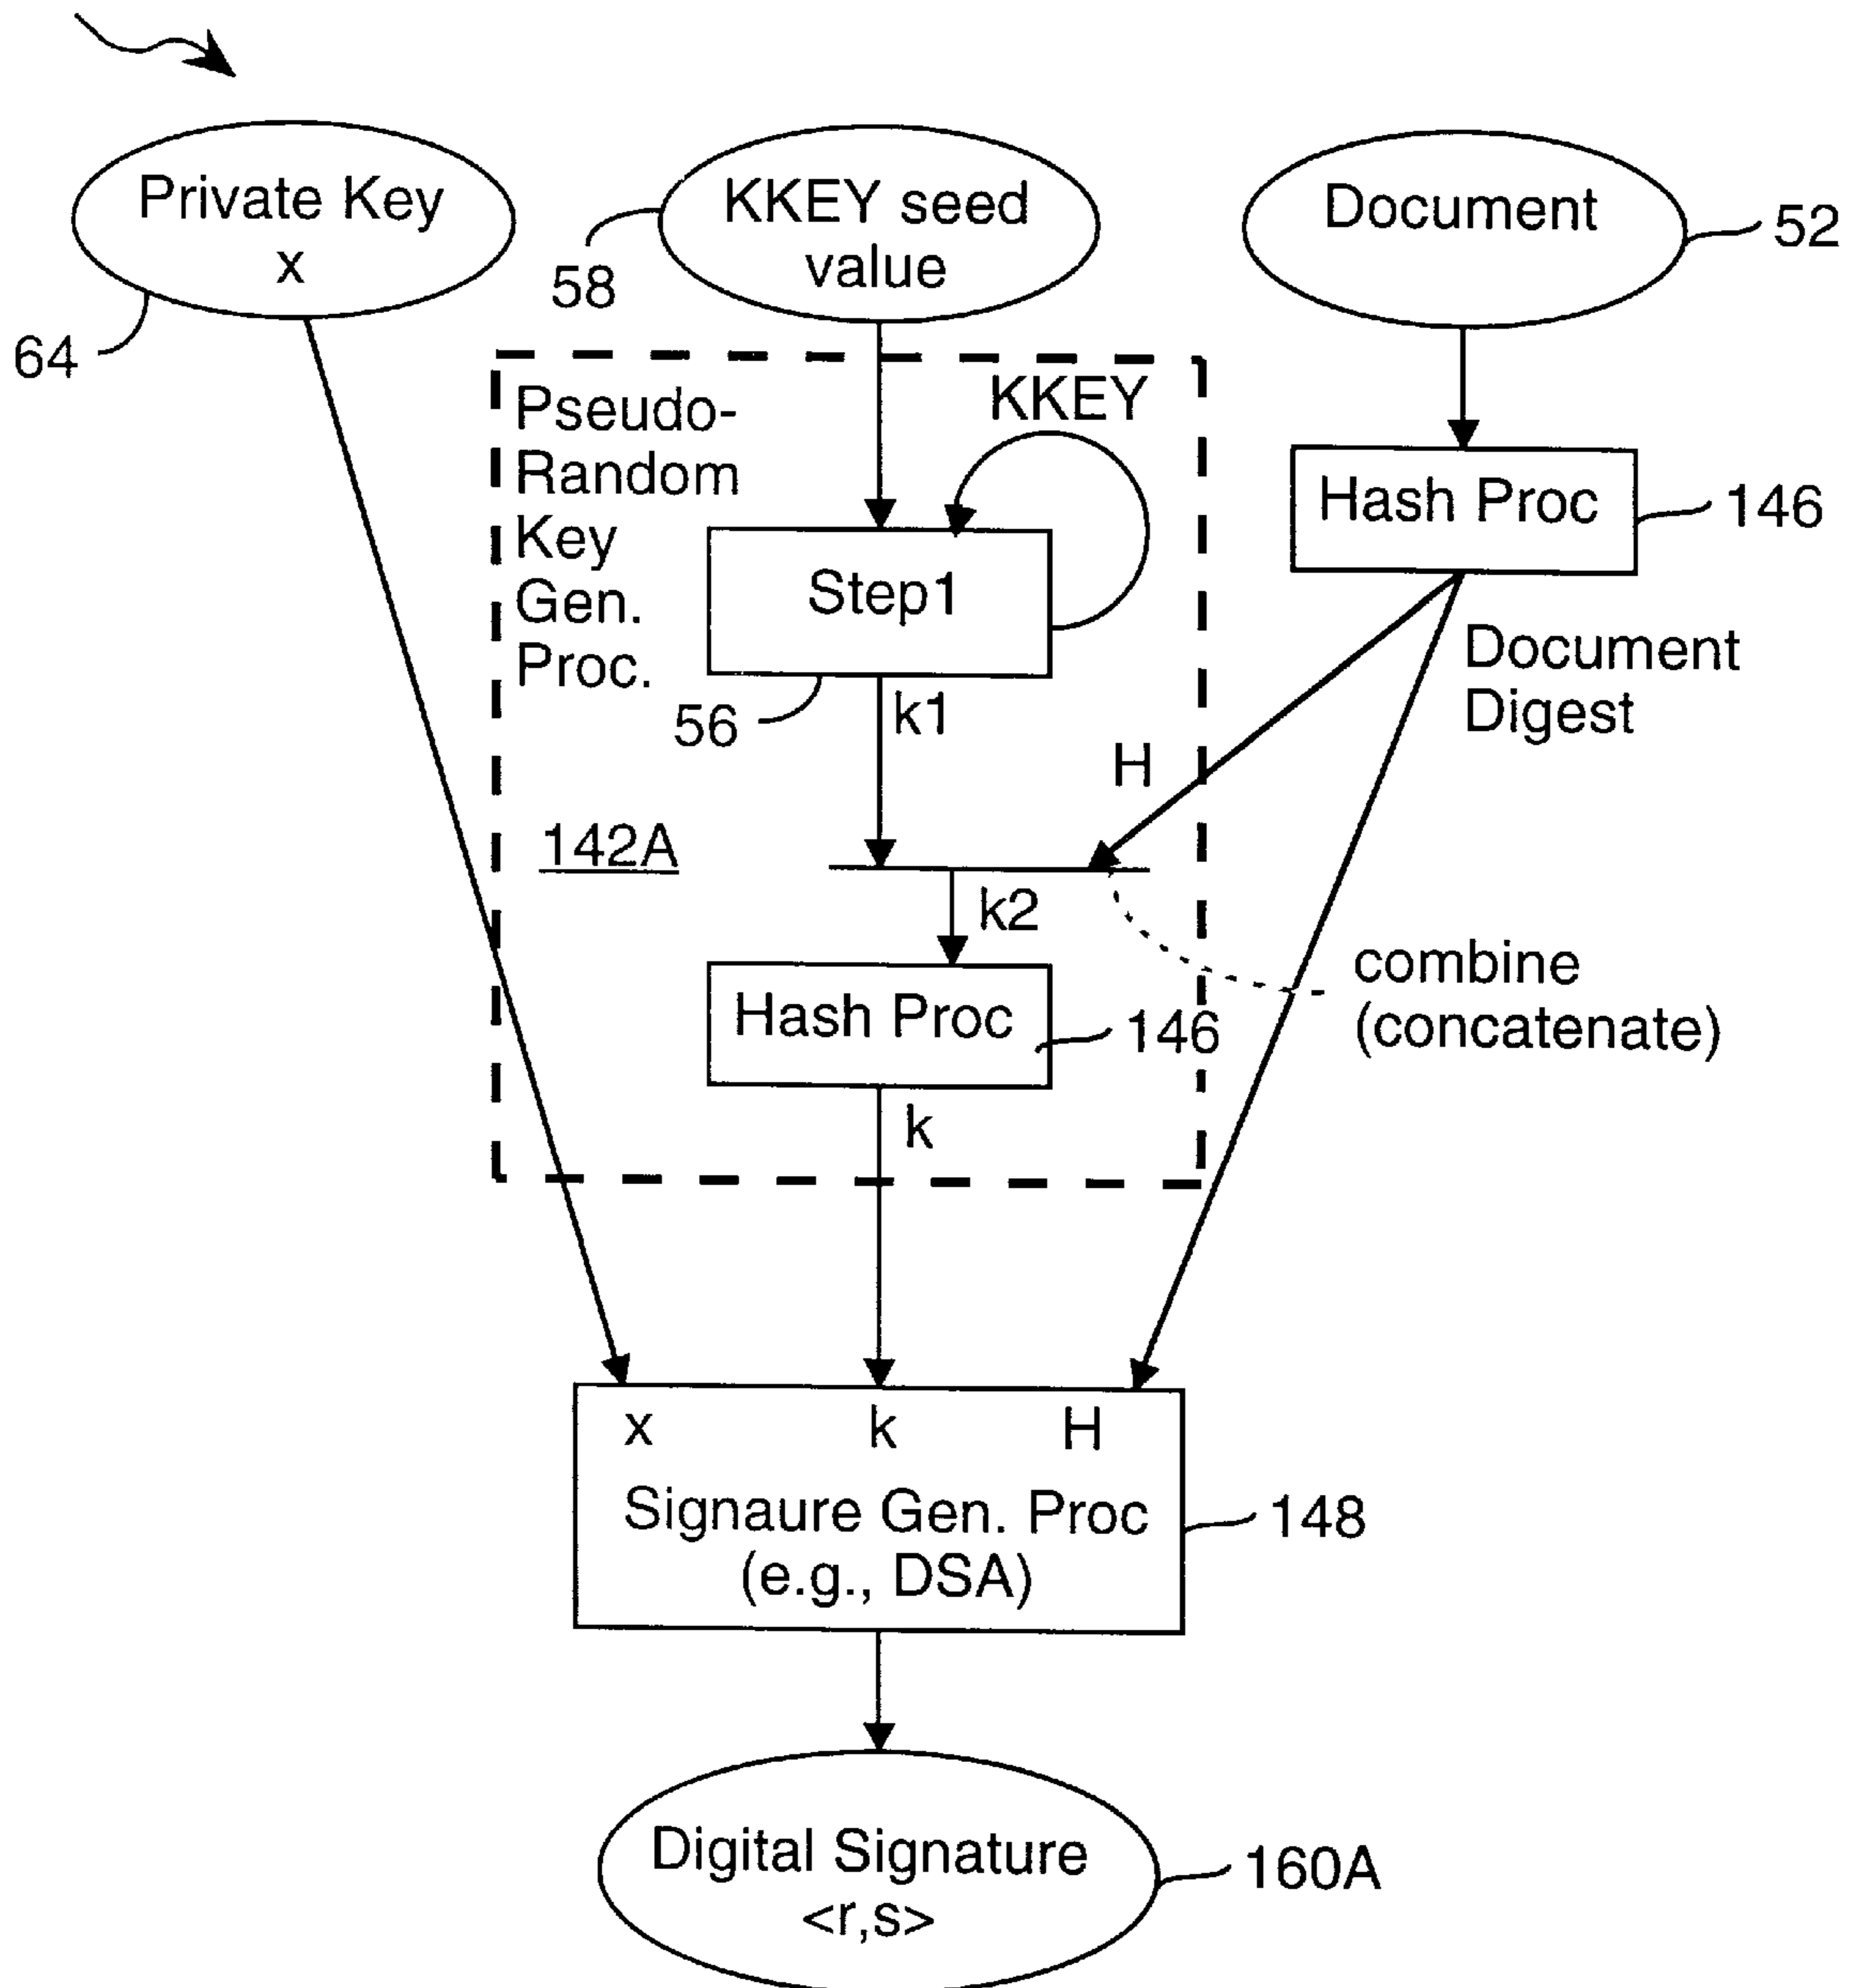 Private Key
x
64
KKEY seed
value
58
Document
52
Pseudo-
Random
Key
Gen.
Proc.
KKEY
Step1
56
k1
Hash Proc
146
Document
Digest
H
142A
k2
combine
(concatenate)
Hash Proc
146
k
x k H
Signaure Gen. Proc
(e.g., DSA)
148
Digital Signature
<r,s>
160A